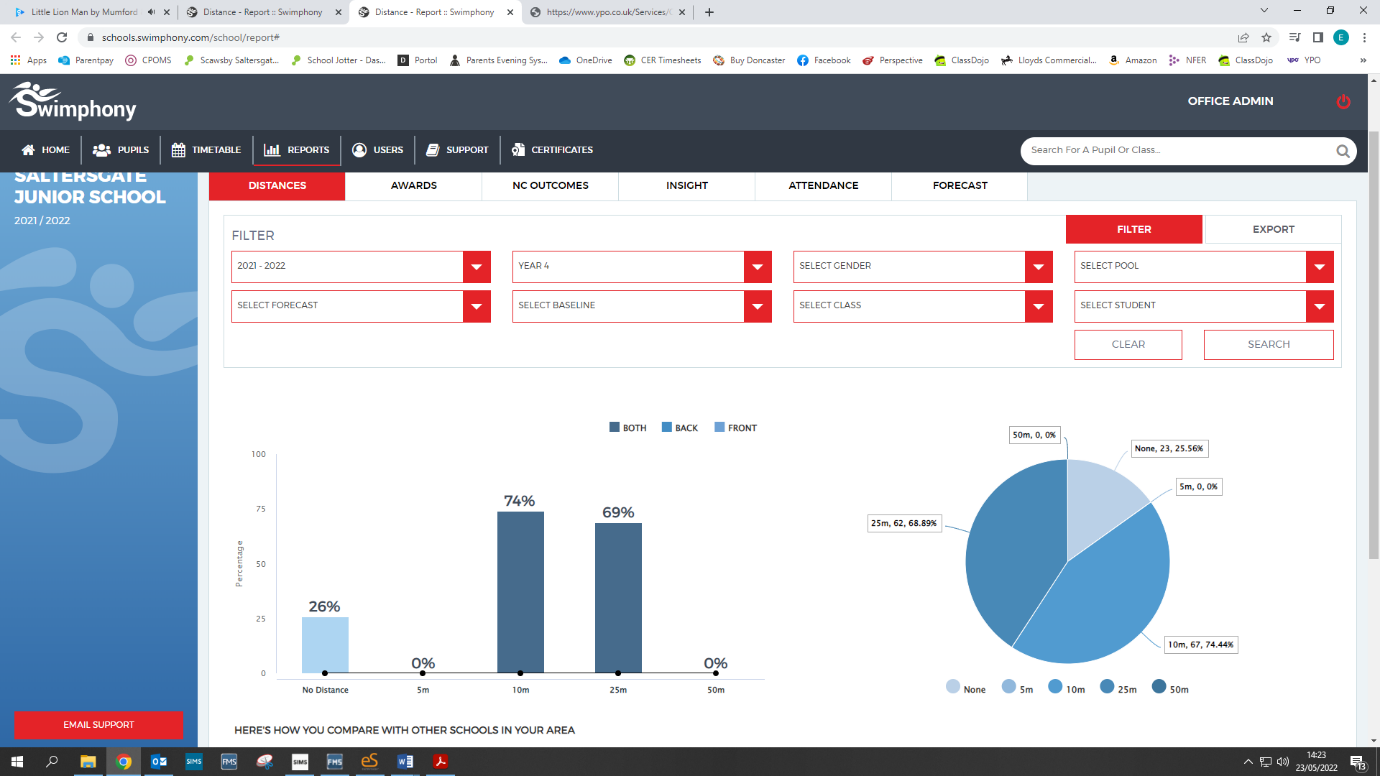 Little Lion Man by Mumford
Distance - Report :: Swimphony
Distance - Report :: Swimphony
https://www.ypo.co.uk/Services/
schools.swimphony.com/school/report#
E
Apps
Parentpay
CPOMS
Scawsby Saltersgat...
School Jotter - Das...
Portol
Parents Evening Sys...
OneDrive
CER Timesheets
Buy Doncaster
Facebook
Perspective
ClassDojo
Lloyds Commercial...
Amazon
NFER
ClassDojo
YPO
Swimphony
OFFICE ADMIN
HOME
PUPILS
TIMETABLE
REPORTS
USERS
SUPPORT
CERTIFICATES
Search For A Pupil Or Class...
SALTERSGATE
JUNIOR SCHOOL
2021 / 2022
DISTANCES
AWARDS
NC OUTCOMES
INSIGHT
ATTENDANCE
FORECAST
FILTER
FILTER
EXPORT
2021 - 2022
YEAR 4
SELECT GENDER
SELECT POOL
SELECT FORECAST
SELECT BASELINE
SELECT CLASS
SELECT STUDENT
CLEAR
SEARCH
BOTH
BACK
FRONT
100
75
50
25
0
Percentage
26%
0%
74%
69%
0%
No Distance
5m
10m
25m
50m
50m, 0, 0%
None, 23, 25.56%
5m, 0, 0%
25m, 62, 68.89%
10m, 67, 74.44%
None
5m
10m
25m
50m
EMAIL SUPPORT
HERE'S HOW YOU COMPARE WITH OTHER SCHOOLS IN YOUR AREA
SIMS
FMS
SIMS
FMS
eS
14:23
23/05/2022
13